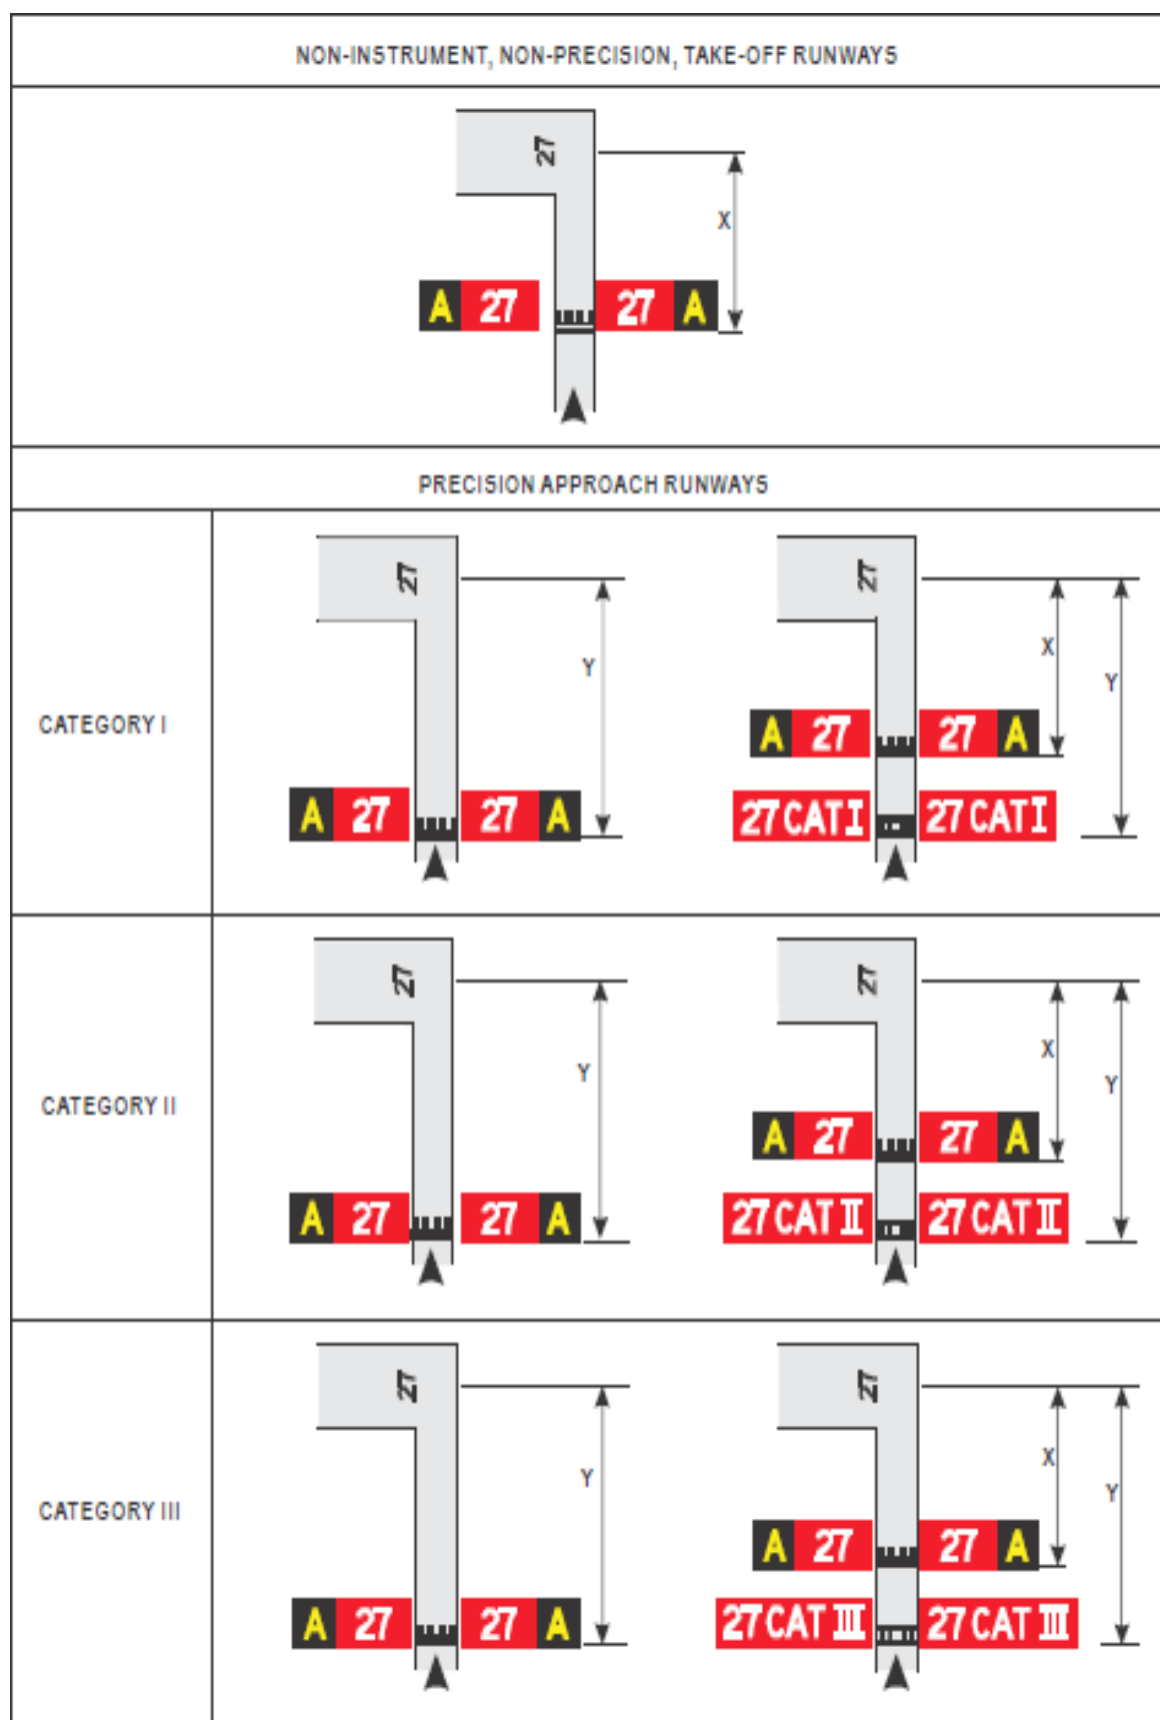 NON-INSTRUMENT, NON-PRECISION, TAKE-OFF RUNWAYS
27
X
A 27 27 A
PRECISION APPROACH RUNWAYS
CATEGORY I
27
Y
A 27 27 A
27
X
Y
A 27 27 A
27 CAT I 27 CAT I
CATEGORY II
27
Y
A 27 27 A
27
X
Y
A 27 27 A
27 CAT II 27 CAT II
CATEGORY III
27
Y
A 27 27 A
27
X
Y
A 27 27 A
27 CAT III 27 CAT III